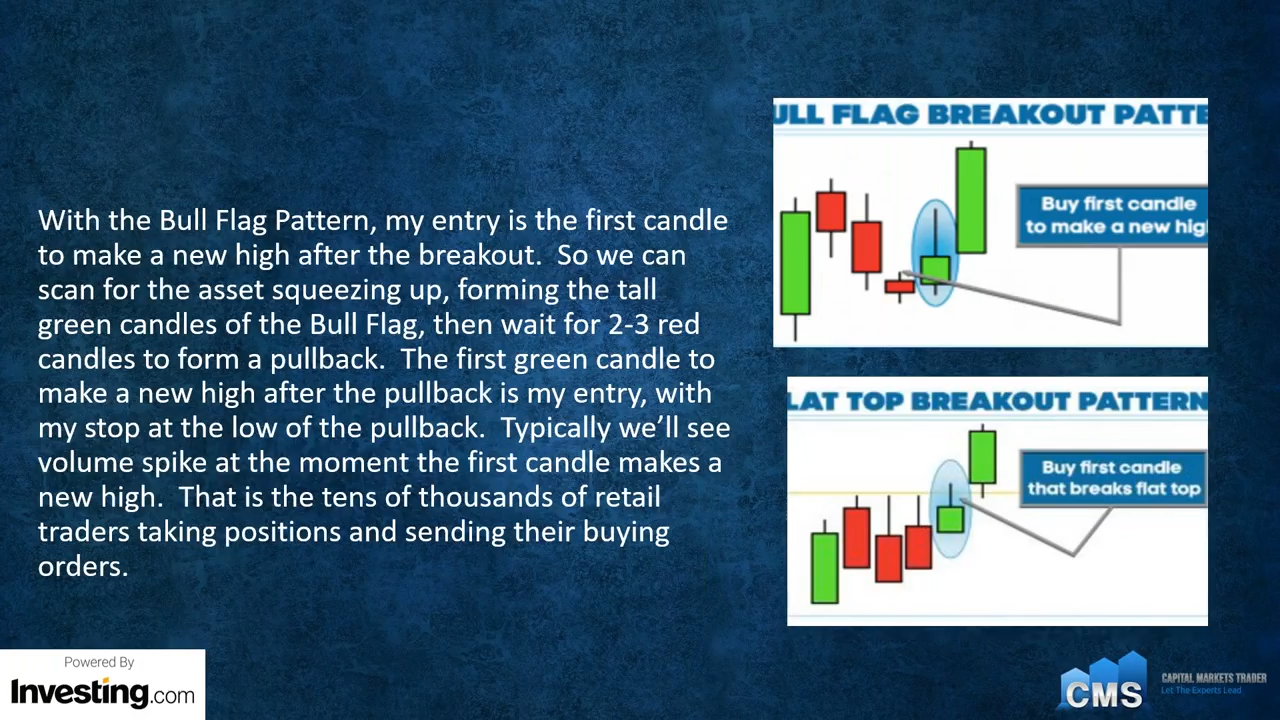 With the Bull Flag Pattern, my entry is the first candle
to make a new high after the breakout.  So we can
scan for the asset squeezing up, forming the tall
green candles of the Bull Flag, then wait for 2-3 red
candles to form a pullback.  The first green candle to
make a new high after the pullback is my entry, with
my stop at the low of the pullback.  Typically we’ll see
volume spike at the moment the first candle makes a
new high.  That is the tens of thousands of retail
traders taking positions and sending their buying
orders.
ULL FLAG BREAKOUT PATTE
Buy first candle
to make a new hig
LAT TOP BREAKOUT PATTERN
Buy first candle
that breaks flat top
Powered By
Investing.com
CMS
CAPITAL MARKETS TRADER
Let The Experts Lead